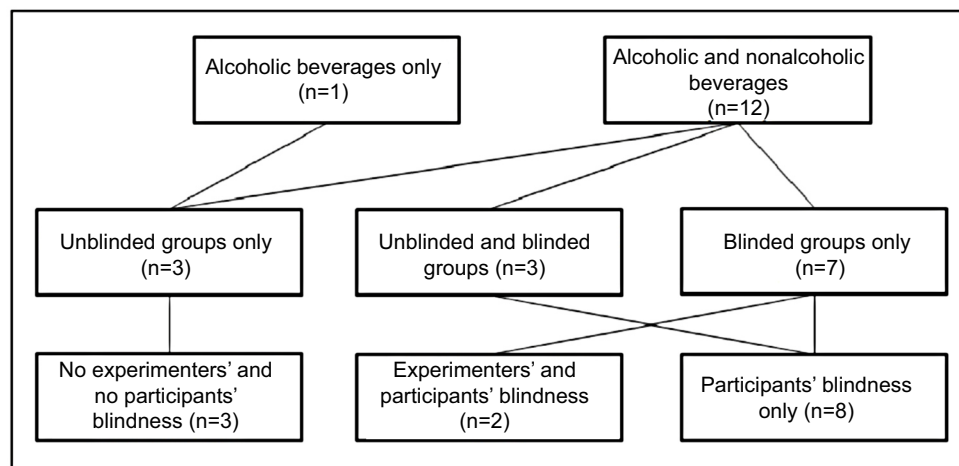 Alcoholic beverages only
(n=1)
Alcoholic and nonalcoholic
beverages
(n=12)
Unblinded groups only
(n=3)
Unblinded and blinded
groups (n=3)
Blinded groups only
(n=7)
No experimenters’ and
no participants’
blindness (n=3)
Experimenters’ and
participants’ blindness
(n=2)
Participants’ blindness
only (n=8)